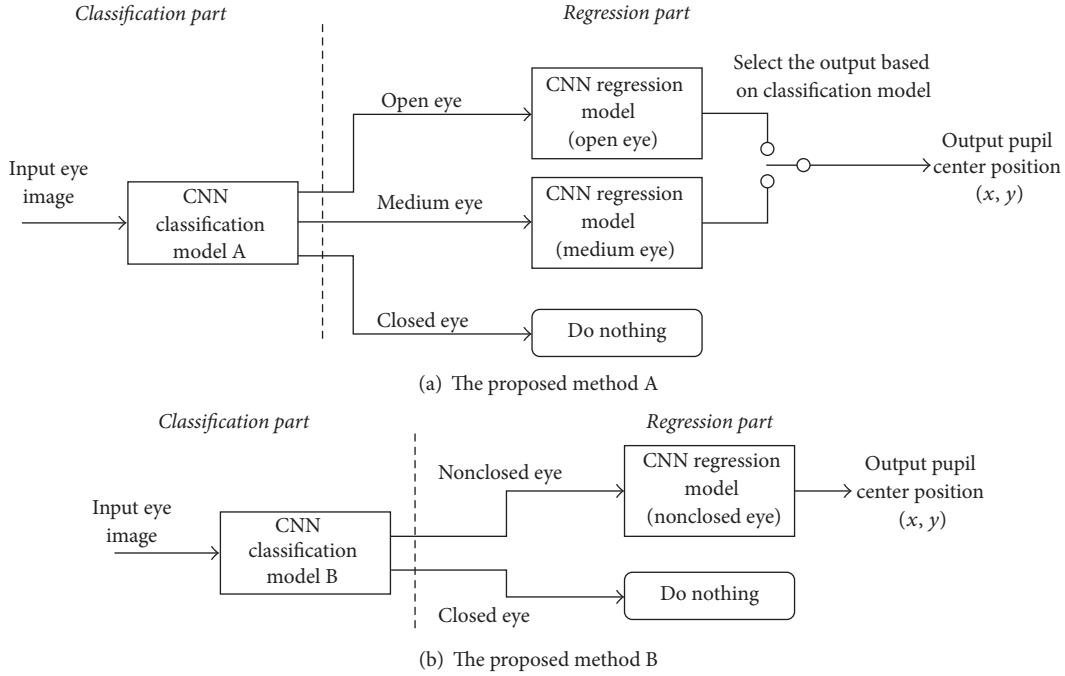 Classification part
Regression part
Input eye
image
CNN
classification
model A
Open eye
Medium eye
Closed eye
CNN regression
model
(open eye)
CNN regression
model
(medium eye)
Do nothing
Select the output based
on classification model
Output pupil
center position
(x, y)
(a) The proposed method A
Classification part
Regression part
Input eye
image
CNN
classification
model B
Nonclosed eye
Closed eye
CNN regression
model
(nonclosed eye)
Do nothing
Output pupil
center position
(x, y)
(b) The proposed method B